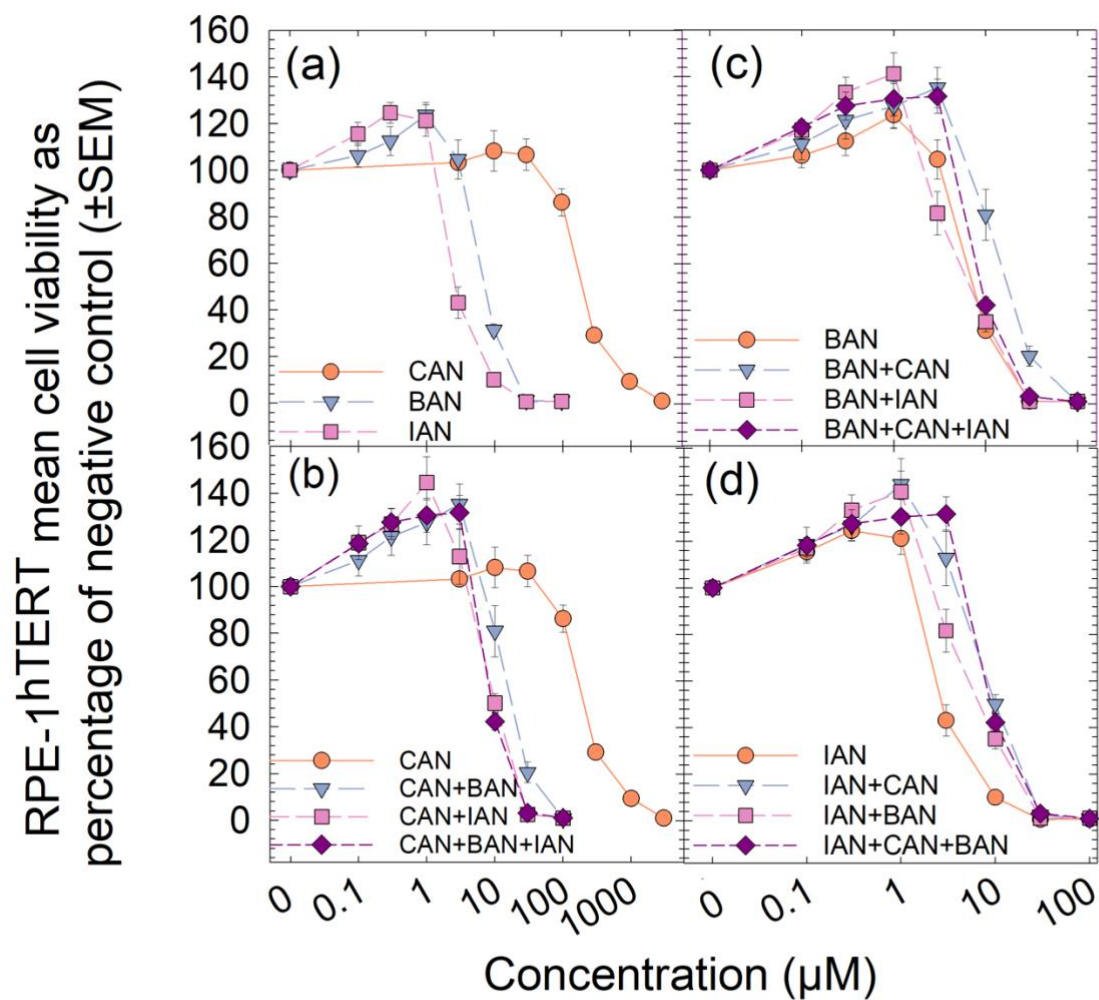 RPE-1hTERT mean cell viability as
percentage of negative control (±SEM)
160
140
120
100
80
60
40
20
0
(a)
CAN
BAN
IAN
(c)
BAN
BAN+CAN
BAN+IAN
BAN+CAN+IAN
160
140
120
100
80
60
40
20
0
(b)
CAN
CAN+BAN
CAN+IAN
CAN+BAN+IAN
(d)
IAN
IAN+CAN
IAN+BAN
IAN+CAN+BAN
0 0.1 1 10 100 1000
0 0.1 1 10 100
Concentration (µM)